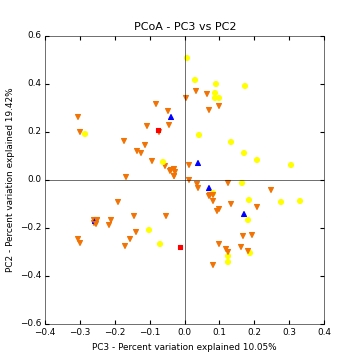 PCoA - PC3 vs PC2
0.6
0.4
0.2
0.0
−0.2
−0.4
−0.6
PC2 - Percent variation explained 19.42%
−0.4 −0.3 −0.2 −0.1 0.0 0.1 0.2 0.3 0.4
PC3 - Percent variation explained 10.05%